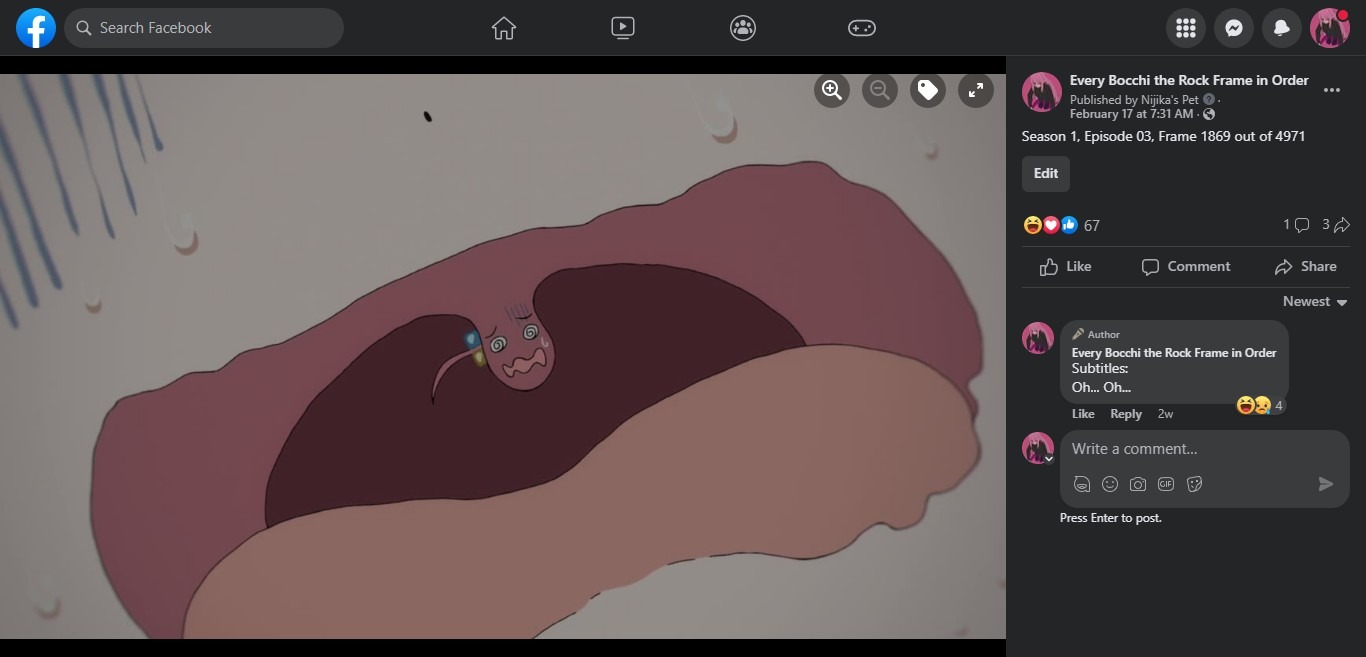 Search Facebook
Every Bocchi the Rock Frame in Order
Published by Nijika's Pet ·
February 17 at 7:31 AM ·
Season 1, Episode 03, Frame 1869 out of 4971
Edit
67
1
3
Like
Comment
Share
Newest
Author
Every Bocchi the Rock Frame in Order
Subtitles:
Oh... Oh...
4
Like Reply 2w
Write a comment...
GIF
Press Enter to post.